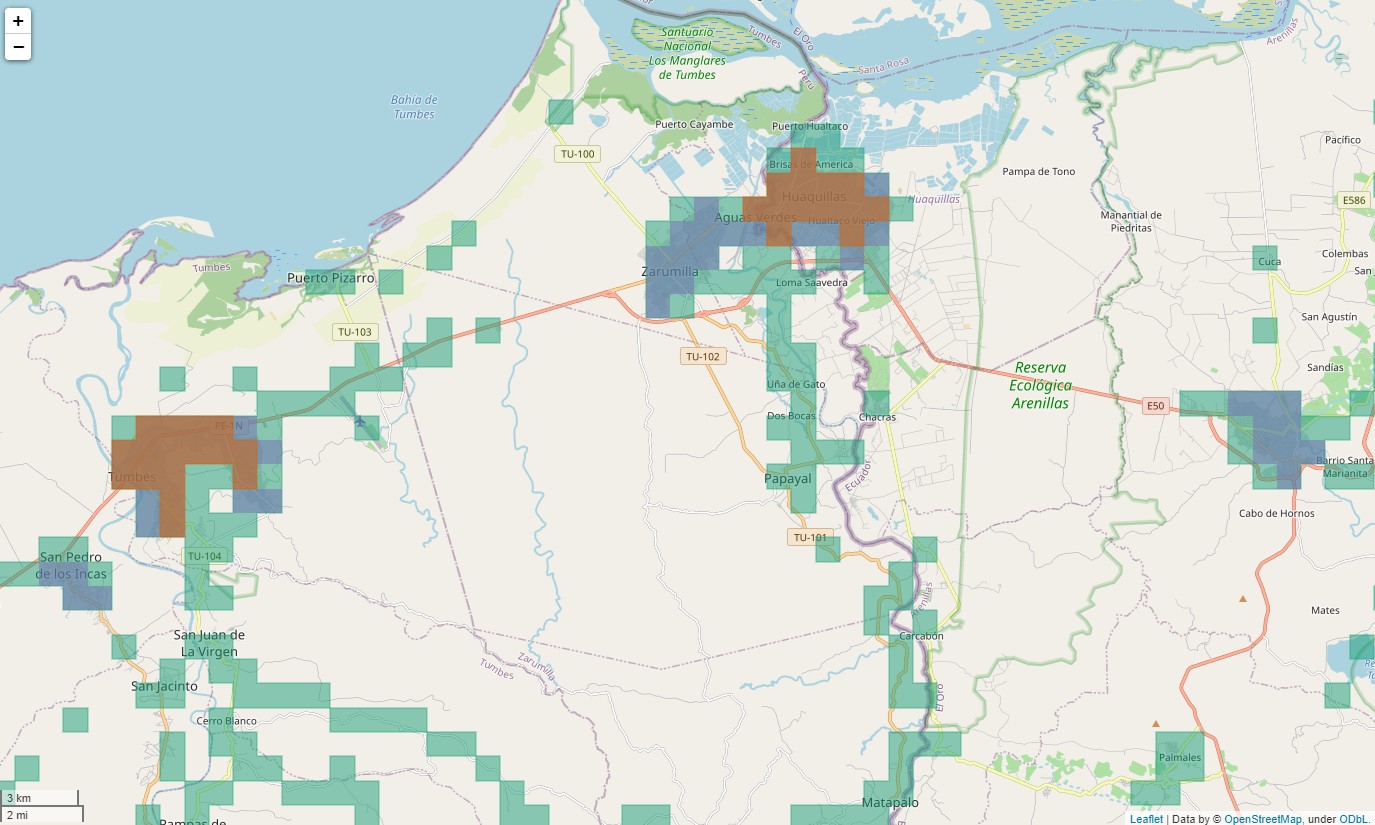 +
−
Santuario
Nacional
Los Manglares
de Tumbes
Tumbes
El Oro
Perú
Santa Rosa
Arenillas
Bahía de
Tumbes
Puerto Cayambe
Puerto Hualtaco
TU-100
Brisas de America
Pacífico
Pampa de Tono
Huaquillas
Huaquillas
E586
Aguas Verdes
Hualtaco Viejo
Manantial de
Piedritas
Colembas
Cuca
San
Tumbes
Puerto Pizarro
Zarumilla
Loma Saavedra
San Agustín
TU-103
TU-102
Reserva
Ecológica
Arenillas
Sandías
Uña de Gato
E50
Dos Bocas
Chacras
PE-1N
Barrio Santa
Marianita
Tumbes
Papayal
Ecuador
Cabo de Hornos
TU-101
San Pedro
de los Incas
TU-104
Arenillas
Mates
San Juan de
La Virgen
Carcabón
Zarumilla
Tumbes
San Jacinto
El Oro
Cerro Blanco
Palmales
3 km
2 mi
Matapalo
Pampas de
Leaflet | Data by © OpenStreetMap, under ODbL.